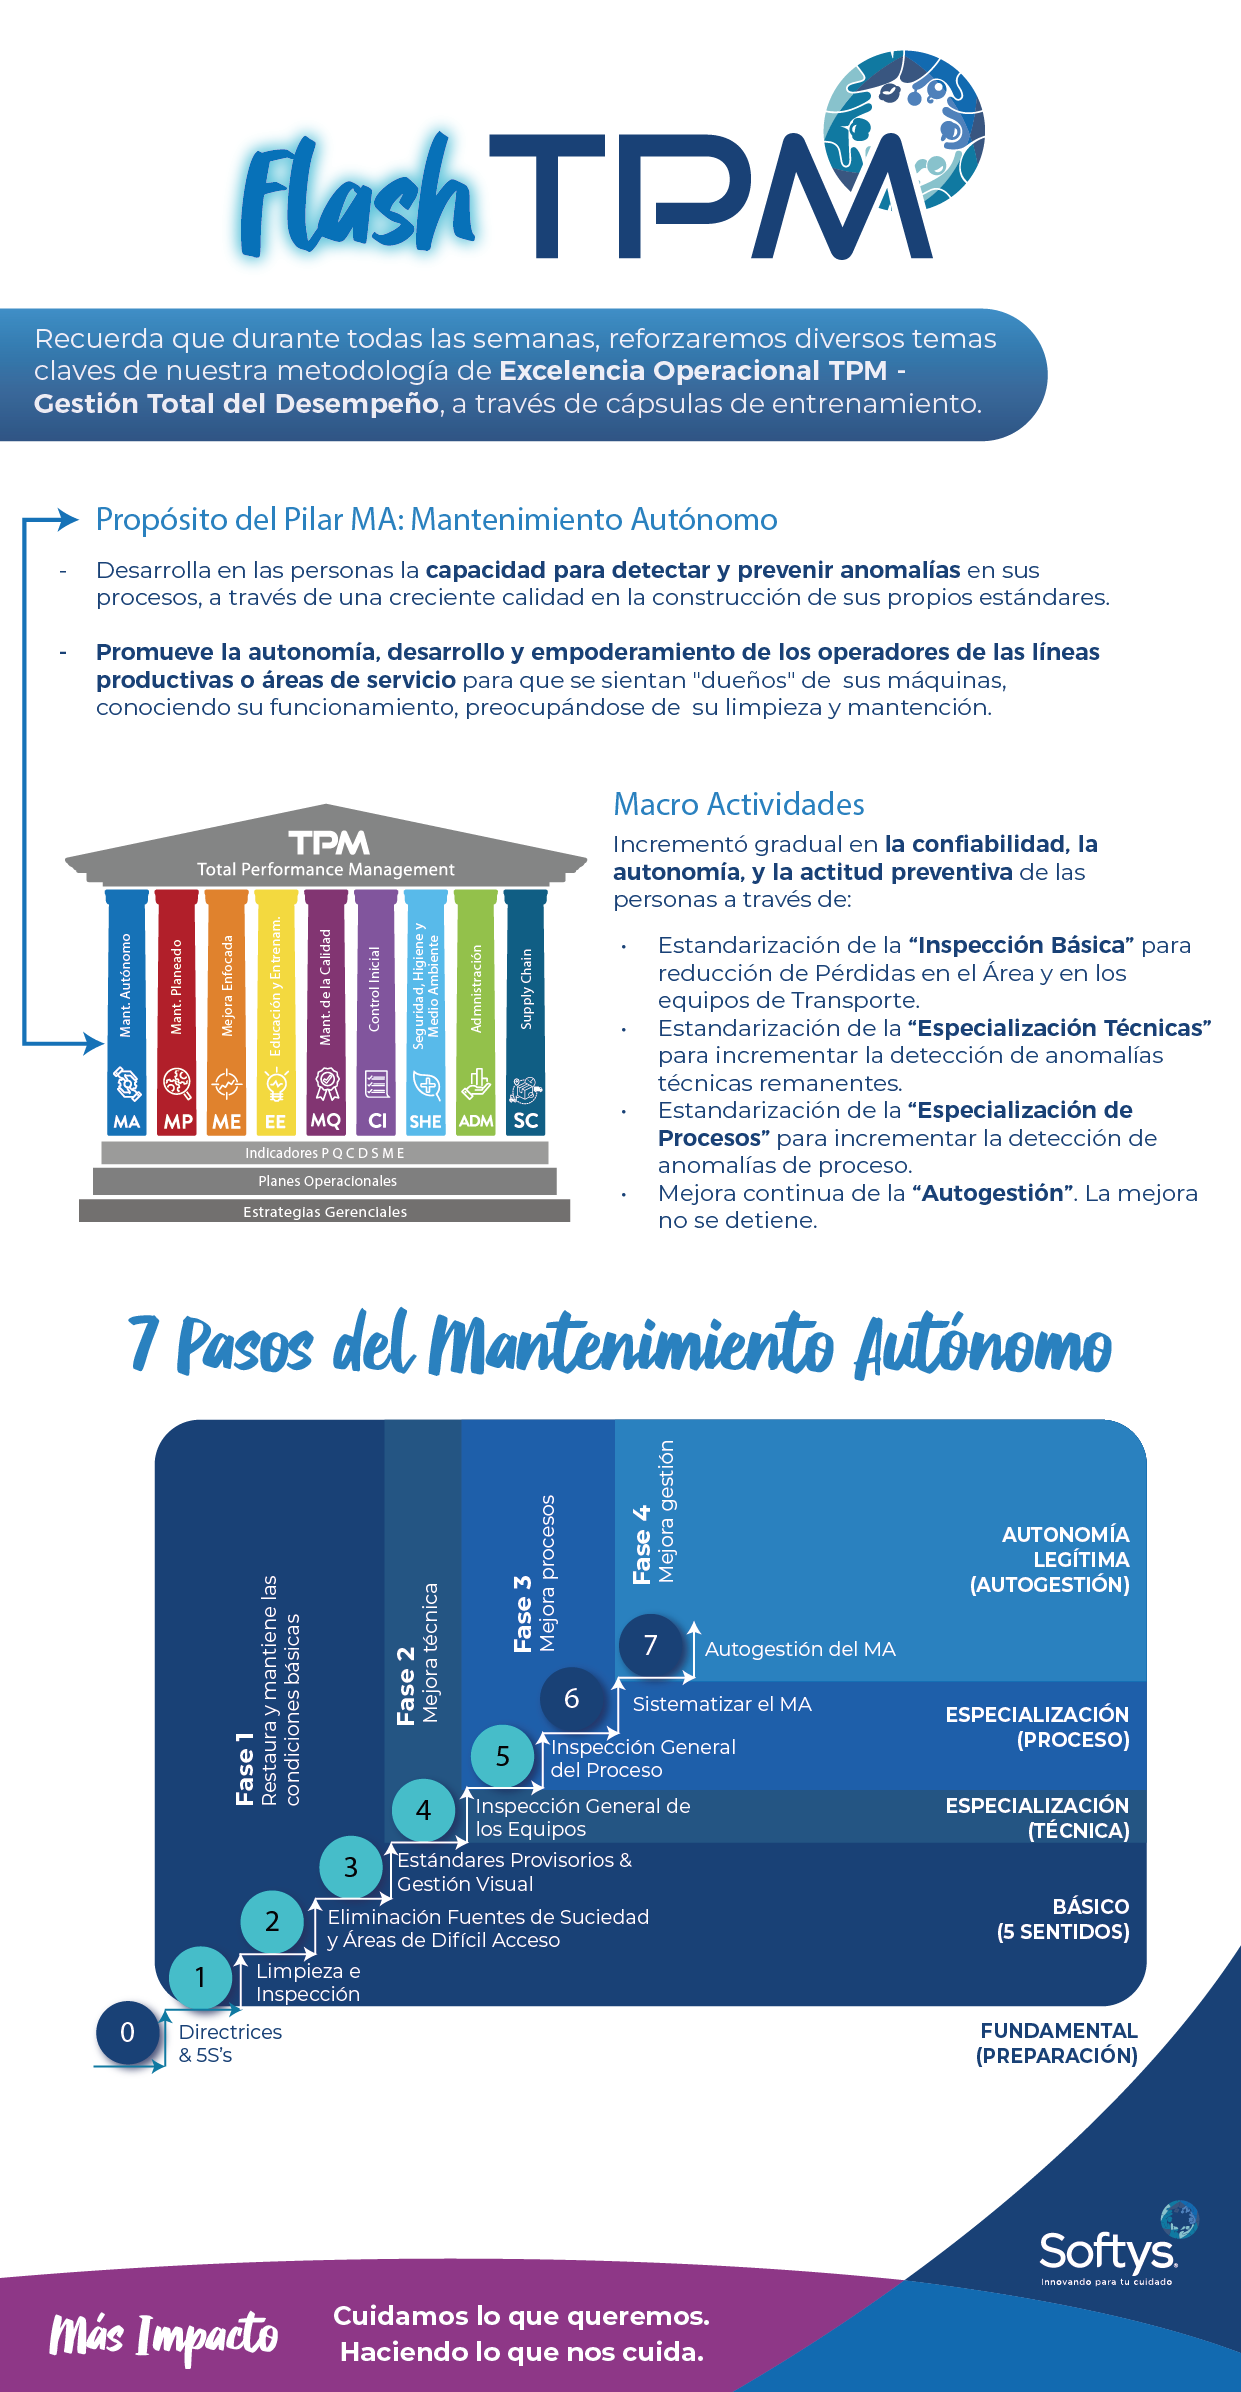 Flash TPM
Recuerda que durante todas las semanas, reforzaremos diversos temas
claves de nuestra metodología de Excelencia Operacional TPM -
Gestión Total del Desempeño, a través de cápsulas de entrenamiento.
Propósito del Pilar MA: Mantenimiento Autónomo
- Desarrolla en las personas la capacidad para detectar y prevenir anomalías en sus
procesos, a través de una creciente calidad en la construcción de sus propios estándares.
- Promueve la autonomía, desarrollo y empoderamiento de los operadores de las líneas
productivas o áreas de servicio para que se sientan "dueños" de sus máquinas,
conociendo su funcionamiento, preocupándose de su limpieza y mantención.
TPM
Total Performance Management
Mant. Autónomo
MA
Mant. Planeado
MP
Mejora Enfocada
ME
Educación y Entrenam.
EE
Mant. de la Calidad
MQ
Control Inicial
CI
Seguridad, Higiene y
Medio Ambiente
SHE
Admnistración
ADM
Supply Chain
SC
Indicadores P Q C D S M E
Planes Operacionales
Estrategias Gerenciales
Macro Actividades
Incrementó gradual en la confiabilidad, la
autonomía, y la actitud preventiva de las
personas a través de:
• Estandarización de la “Inspección Básica” para
reducción de Pérdidas en el Área y en los
equipos de Transporte.
• Estandarización de la “Especialización Técnicas”
para incrementar la detección de anomalías
técnicas remanentes.
• Estandarización de la “Especialización de
Procesos” para incrementar la detección de
anomalías de proceso.
• Mejora continua de la “Autogestión”. La mejora
no se detiene.
7 Pasos del Mantenimiento Autónomo
Fase 1
Restaura y mantiene las
condiciones básicas
Fase 2
Mejora técnica
Fase 3
Mejora procesos
Fase 4
Mejora gestión
AUTONOMÍA
LEGÍTIMA
(AUTOGESTIÓN)
7
Autogestión del MA
6
Sistematizar el MA
ESPECIALIZACIÓN
(PROCESO)
5
Inspección General
del Proceso
4
Inspección General de
los Equipos
ESPECIALIZACIÓN
(TÉCNICA)
3
Estándares Provisorios &
Gestión Visual
2
Eliminación Fuentes de Suciedad
y Áreas de Difícil Acceso
BÁSICO
(5 SENTIDOS)
1
Limpieza e
Inspección
0
Directrices
& 5S's
FUNDAMENTAL
(PREPARACIÓN)
Softys®
Innovando para tu cuidado
Más Impacto
Cuidamos lo que queremos.
Haciendo lo que nos cuida.